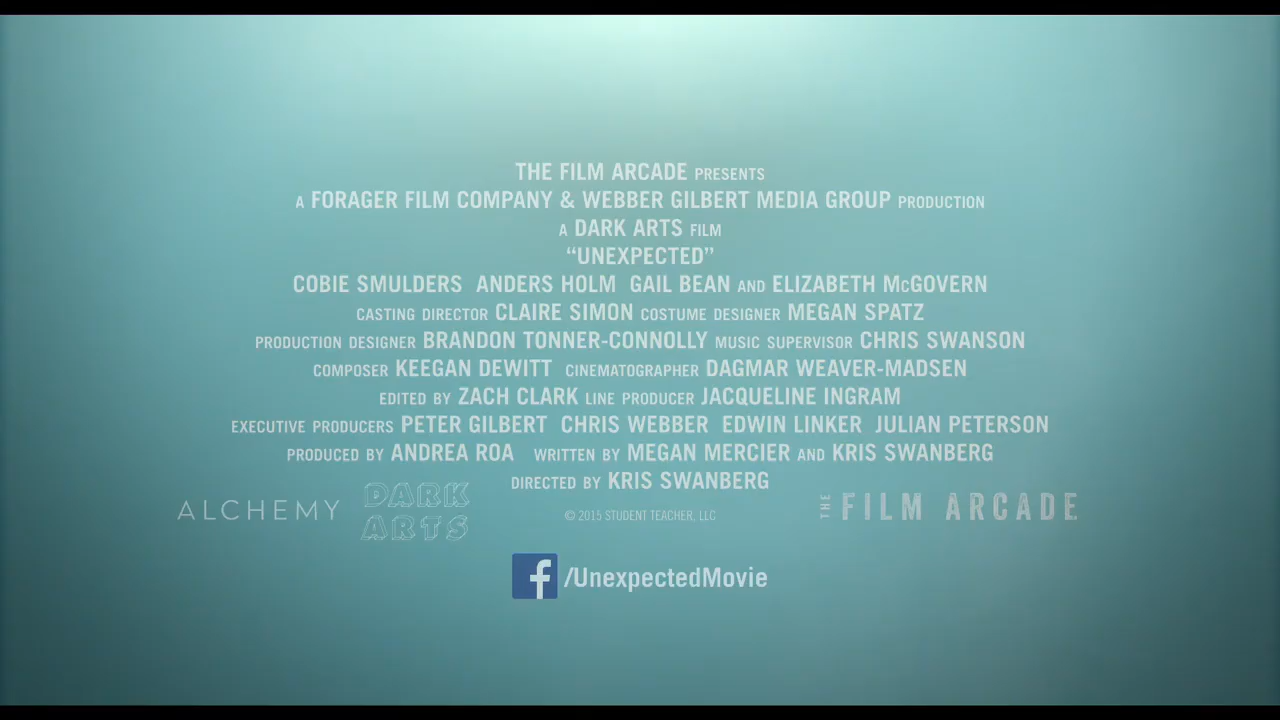 THE FILM ARCADE PRESENTS
A FORAGER FILM COMPANY & WEBBER GILBERT MEDIA GROUP PRODUCTION
A DARK ARTS FILM
“UNEXPECTED”
COBIE SMULDERS ANDERS HOLM GAIL BEAN AND ELIZABETH McGOVERN
CASTING DIRECTOR CLAIRE SIMON COSTUME DESIGNER MEGAN SPATZ
PRODUCTION DESIGNER BRANDON TONNER-CONNOLLY MUSIC SUPERVISOR CHRIS SWANSON
COMPOSER KEEGAN DEWITT CINEMATOGRAPHER DAGMAR WEAVER-MADSEN
EDITED BY ZACH CLARK LINE PRODUCER JACQUELINE INGRAM
EXECUTIVE PRODUCERS PETER GILBERT CHRIS WEBBER EDWIN LINKER JULIAN PETERSON
PRODUCED BY ANDREA ROA WRITTEN BY MEGAN MERCIER AND KRIS SWANBERG
DIRECTED BY KRIS SWANBERG
ALCHEMY
DARK
ARTS
© 2015 STUDENT TEACHER, LLC
THE FILM ARCADE
f /UnexpectedMovie